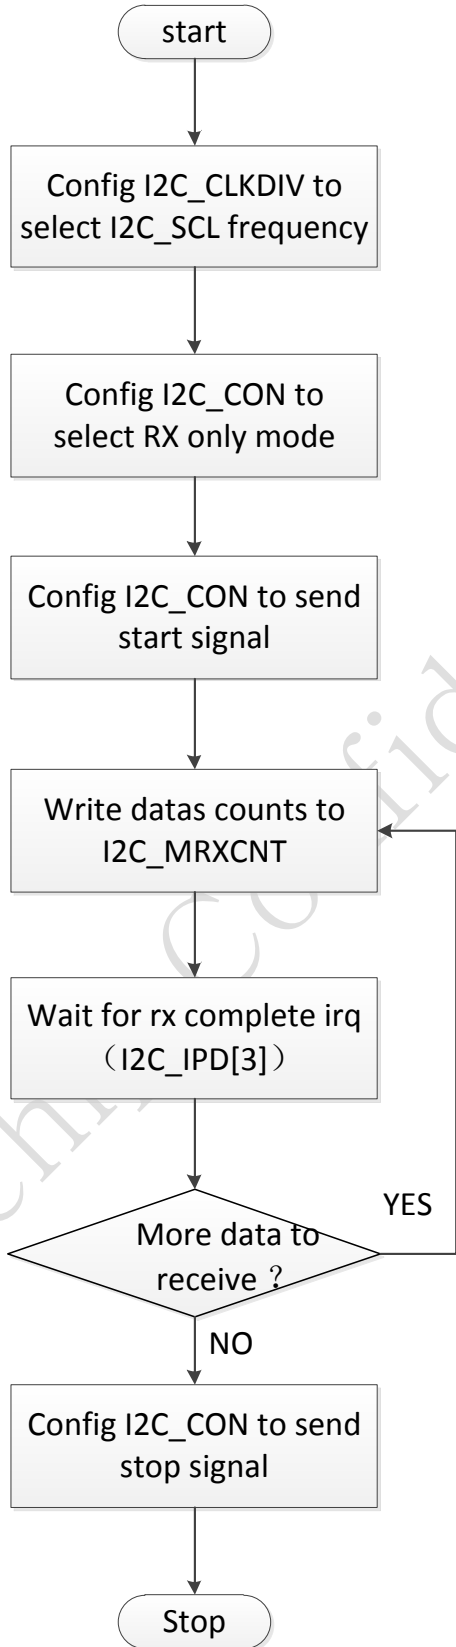 start
Config I2C_CLKDIV to
select I2C_SCL frequency
Config I2C_CON to
select RX only mode
Config I2C_CON to send
start signal
Write datas counts to
I2C_MRXCNT
Wait for rx complete irq
（I2C_IPD[3]）
More data to
receive ？
YES
NO
Config I2C_CON to send
stop signal
Stop